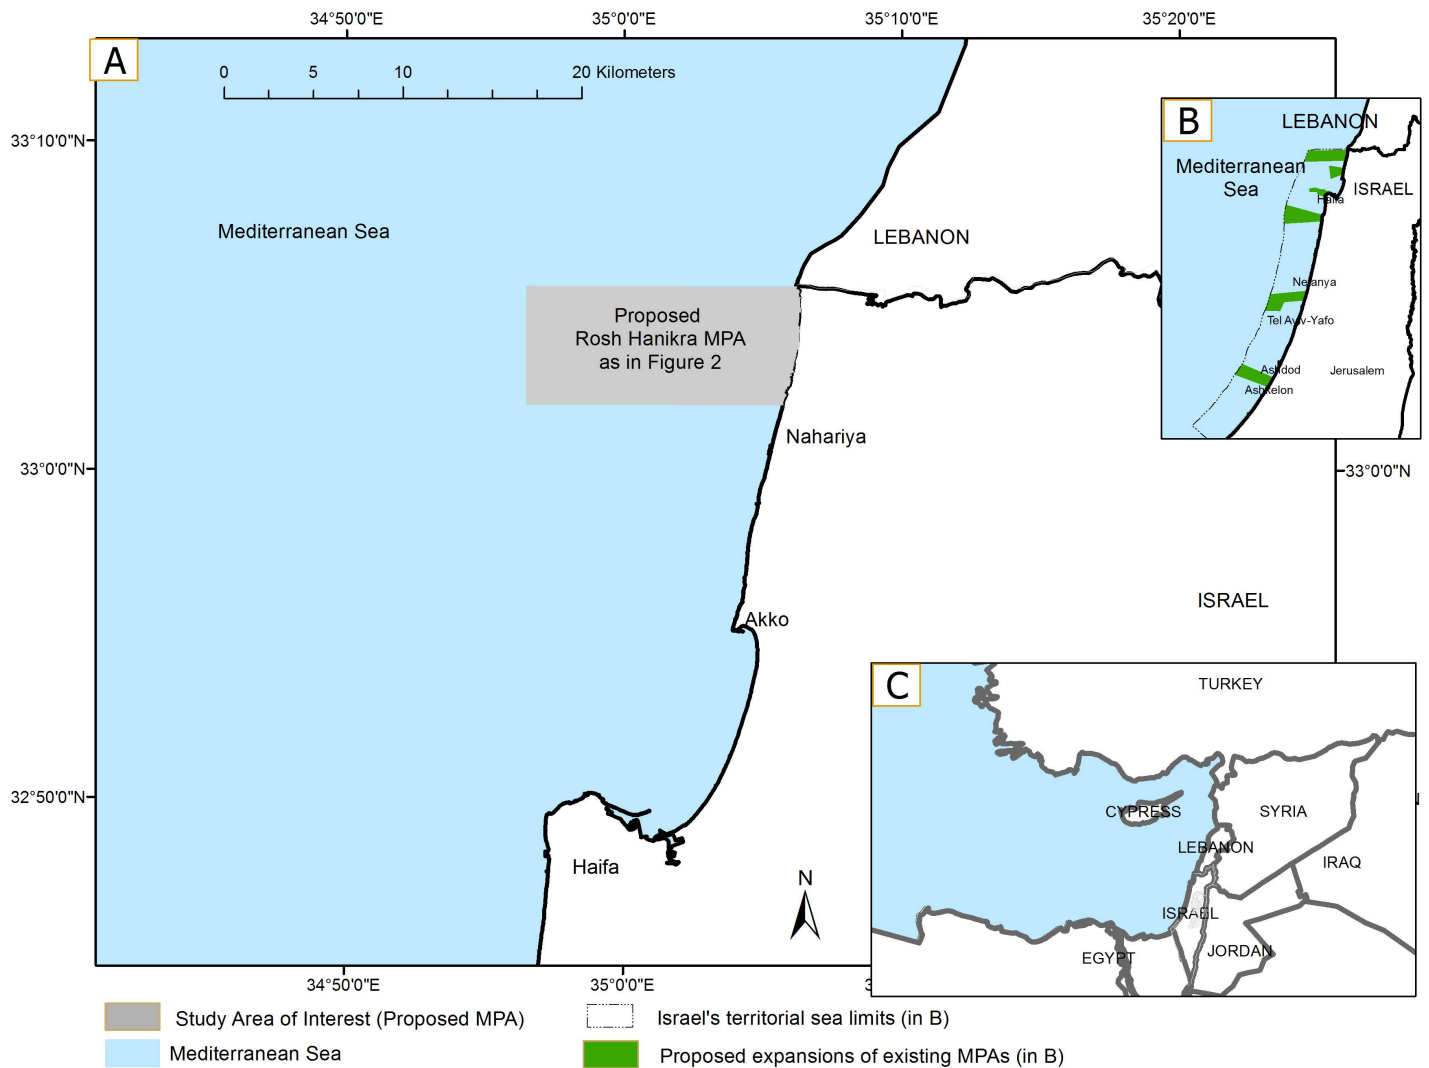 34°50'0"E
35°0'0"E
35°10'0"E
35°20'0"E
A
0
5
10
20 Kilometers
33°10'0"N
Mediterranean Sea
LEBANON
Proposed
Rosh Hanikra MPA
as in Figure 2
Nahariya
33°0'0"N
33°0'0"N
Akko
ISRAEL
32°50'0"N
Haifa
N
34°50'0"E
35°0'0"E
B
LEBANON
Mediterranean
Sea
ISRAEL
Haifa
Netanya
Tel Aviv-Yafo
Ashdod
Jerusalem
Ashkelon
C
TURKEY
CYPRESS
SYRIA
LEBANON
IRAQ
ISRAEL
EGYPT
JORDAN
Study Area of Interest (Proposed MPA)
Israel's territorial sea limits (in B)
Mediterranean Sea
Proposed expansions of existing MPAs (in B)